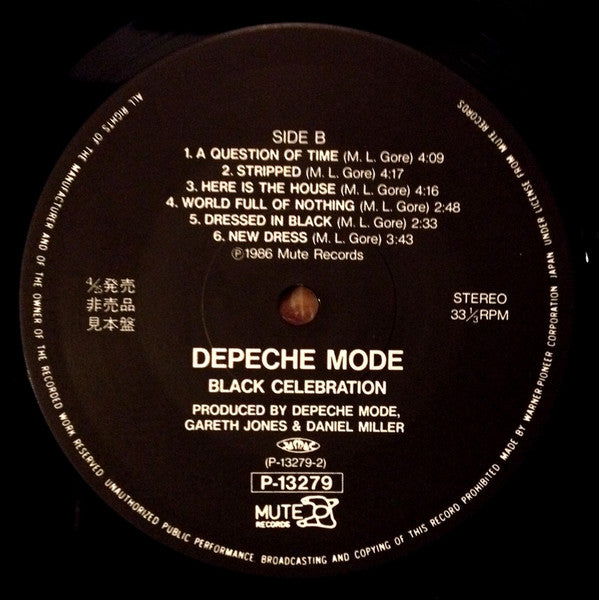 SIDE B
1. A QUESTION OF TIME (M. L. Gore) 4:09
2. STRIPPED (M. L. Gore) 4:17
3. HERE IS THE HOUSE (M. L. Gore) 4:16
4. WORLD FULL OF NOTHING (M. L. Gore) 2:48
5. DRESSED IN BLACK (M. L. Gore) 2:33
6. NEW DRESS (M. L. Gore) 3:43
Ⓟ1986 Mute Records
4/5発売
非売品
見本盤
STEREO
33⅓RPM
DEPECHE MODE
BLACK CELEBRATION
PRODUCED BY DEPECHE MODE,
GARETH JONES & DANIEL MILLER
(P-13279-2)
P-13279
MUTE
RECORDS
ALL RIGHTS OF THE MANUFACTURER AND OF THE OWNER OF THE RECORDED WORK RESERVED. UNAUTHORIZED PUBLIC PERFORMANCE BROADCASTING AND COPYING OF THIS RECORD PROHIBITED. MADE BY WARNER-PIONEER CORPORATION JAPAN UNDER LICENSE FROM MUTE RECORDS